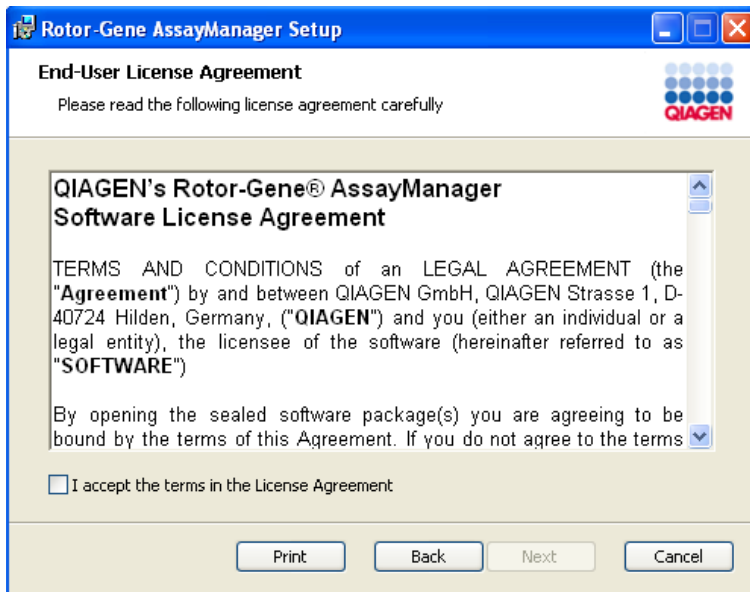 Rotor-Gene AssayManager Setup
End-User License Agreement
Please read the following license agreement carefully
QIAGEN
QIAGEN's Rotor-Gene® AssayManager
Software License Agreement
TERMS AND CONDITIONS of an LEGAL AGREEMENT (the
"Agreement") by and between QIAGEN GmbH, QIAGEN Strasse 1, D-
40724 Hilden, Germany, ("QIAGEN") and you (either an individual or a
legal entity), the licensee of the software (hereinafter referred to as
"SOFTWARE")
By opening the sealed software package(s) you are agreeing to be
bound by the terms of this Agreement. If you do not agree to the terms
I accept the terms in the License Agreement
Print Back Next Cancel